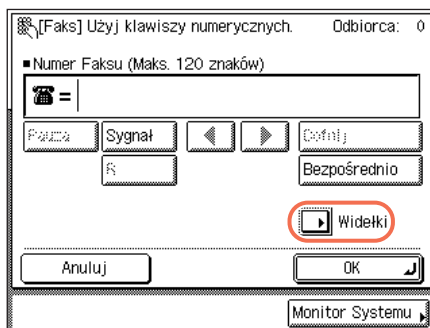 [Faks] Użyj klawiszy numerycznych. Odbiorca: 0
■Numer Faksu (Maks. 120 znaków)
=
Pauza Sygnał Cofnij
R Bezpośrednio
Widełki
Anuluj OK
Monitor Systemu